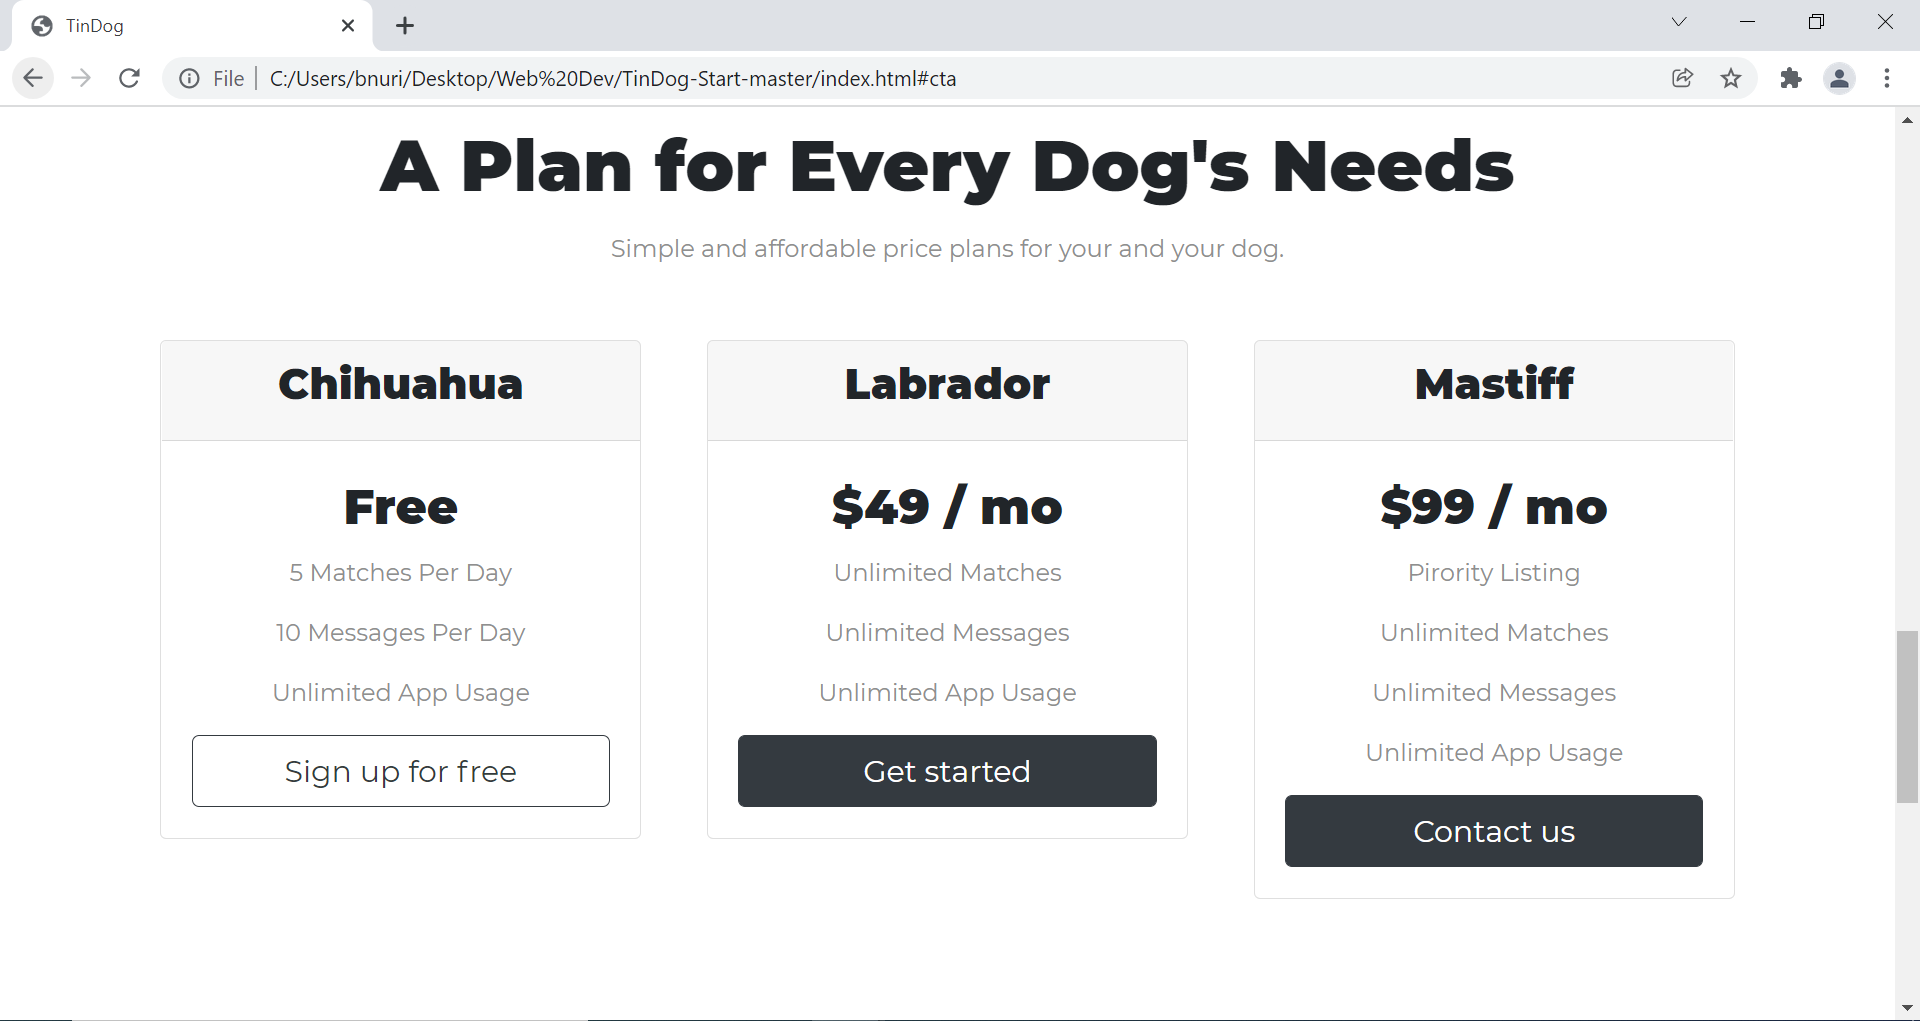 TinDog
File
C:/Users/bnuri/Desktop/Web%20Dev/TinDog-Start-master/index.html#cta
A Plan for Every Dog's Needs
Simple and affordable price plans for your and your dog.
Chihuahua
Free
5 Matches Per Day
10 Messages Per Day
Unlimited App Usage
Sign up for free
Labrador
$49 / mo
Unlimited Matches
Unlimited Messages
Unlimited App Usage
Get started
Mastiff
$99 / mo
Pirority Listing
Unlimited Matches
Unlimited Messages
Unlimited App Usage
Contact us